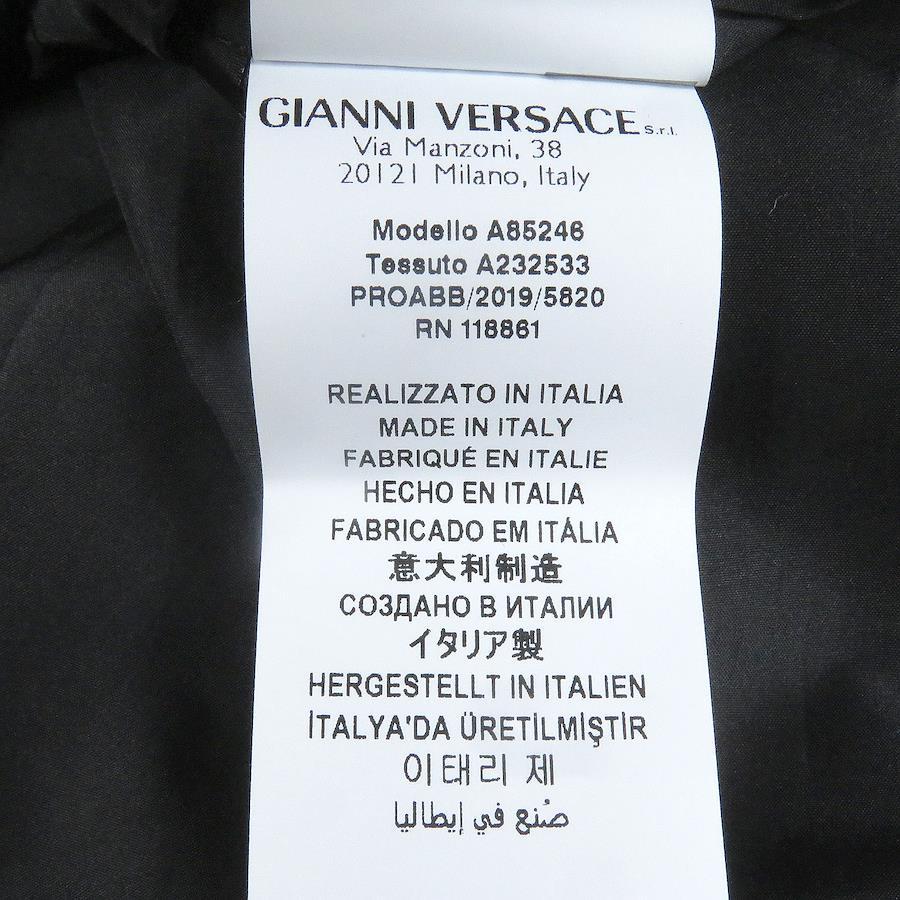 GIANNI VERSACE s.r.l.
Via Manzoni, 38
20121 Milano, Italy
Modello A85246
Tessuto A232533
PROABB/2019/5820
RN 118861
REALIZZATO IN ITALIA
MADE IN ITALY
FABRIQUÉ EN ITALIE
HECHO EN ITALIA
FABRICADO EM ITÁLIA
意大利制造
СОЗДАНО В ИТАЛИИ
イタリア製
HERGESTELLT IN ITALIEN
İTALYA'DA ÜRETİLMİŞTİR
이태리 제
صُنع في إيطاليا